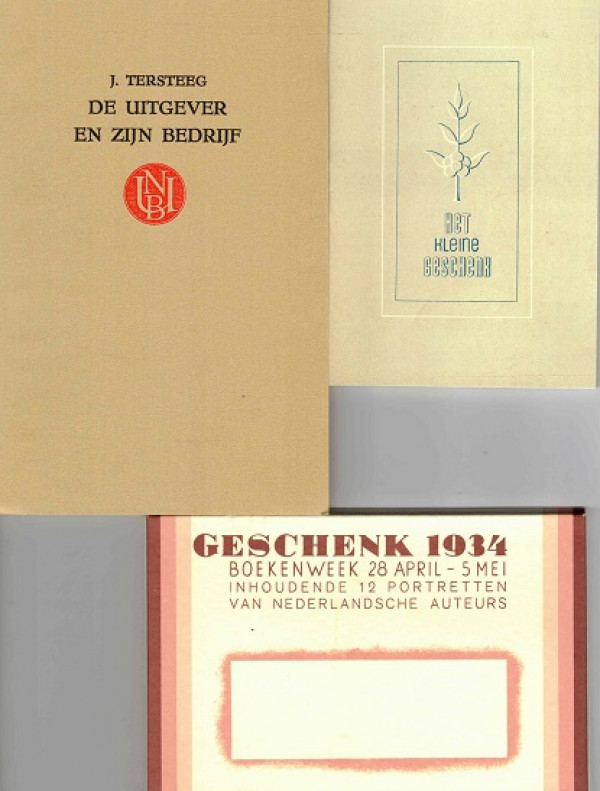 J. TERSTEEG
DE UITGEVER
EN ZIJN BEDRIJF
UNBI
HET
KLEINE
GESCHENK
GESCHENK 1934
BOEKENWEEK 28 APRIL - 5 MEI
INHOUDENDE 12 PORTRETTEN
VAN NEDERLANDSCHE AUTEURS